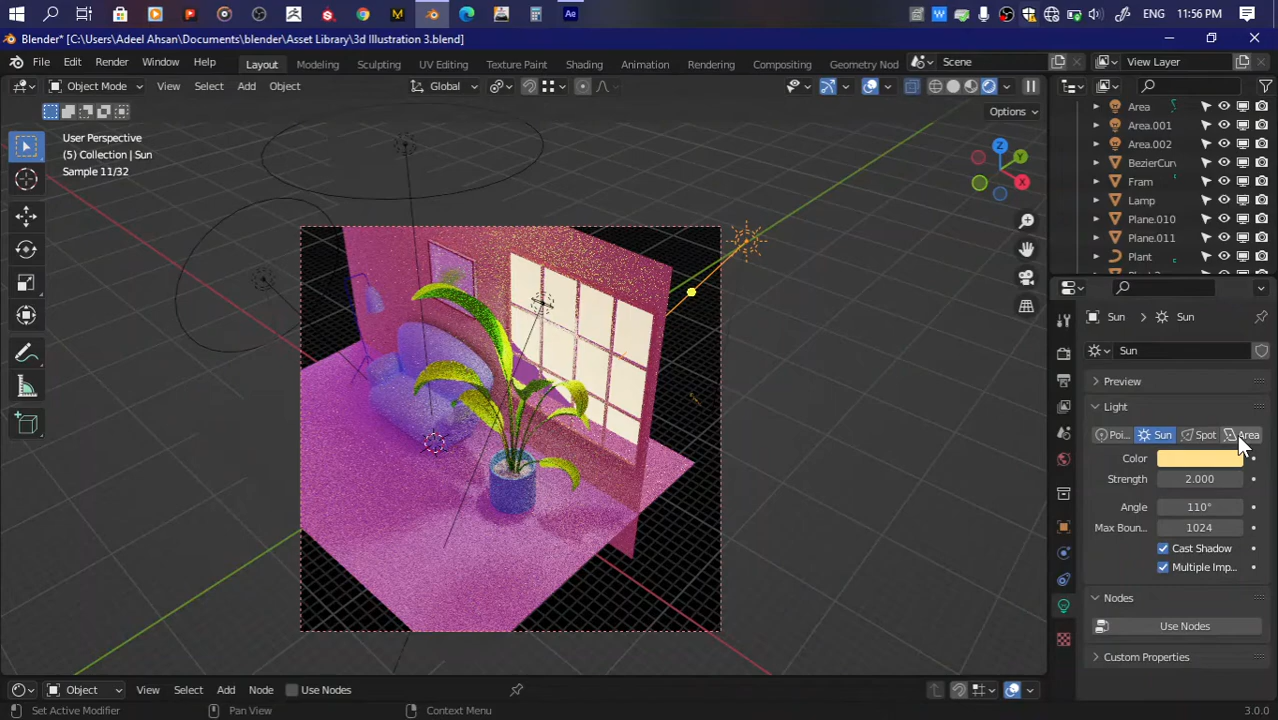 ENG 11:56 PM
Blender* [C:\Users\Adeel Ahsan\Documents\blender\Asset Library\3d Illustration 3.blend]
File Edit Render Window Help Layout Modeling Sculpting UV Editing Texture Paint Shading Animation Rendering Compositing Geometry Nod Scene View Layer
Object Mode View Select Add Object Global
Options
User Perspective
(5) Collection | Sun
Sample 11/32
Z
Y
X
Area
Area.001
Area.002
BezierCurv
Fram
Lamp
Plane.010
Plane.011
Plant
Sun Sun
Sun
Preview
Light
Poi... Sun Spot Area
Color
Strength 2.000
Angle 110°
Max Boun... 1024
Cast Shadow
Multiple Imp...
Nodes
Use Nodes
Custom Properties
Object View Select Add Node Use Nodes
Set Active Modifier Pan View Context Menu 3.0.0